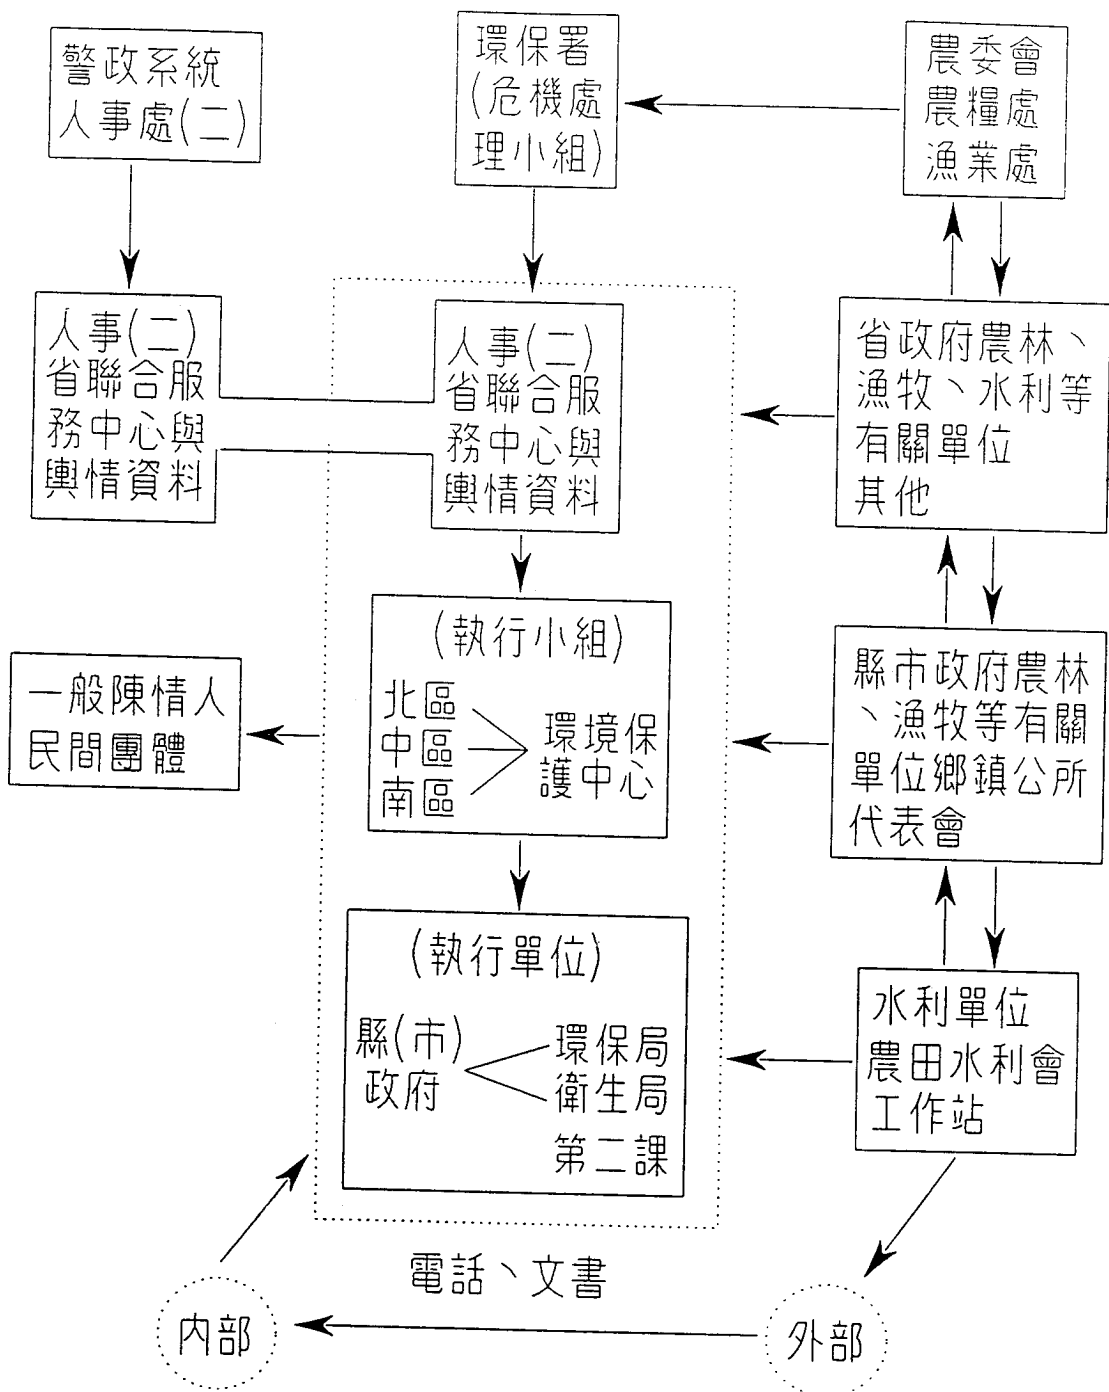 警政系統
人事處(二)
環保署
(危機處
理小組)
農委會
農糧處
漁業處
人事(二)
省聯合服
務中心與
輿情資料
人事(二)
省聯合服
務中心與
輿情資料
省政府農林、
漁牧、水利等
有關單位
其他
(執行小組)
北區
中區
南區
環境保
護中心
一般陳情人
民間團體
縣市政府農林
、漁牧等有關
單位鄉鎮公所
代表會
(執行單位)
縣(市)
政府
環保局
衛生局
第二課
水利單位
農田水利會
工作站
電話、文書
內部
外部